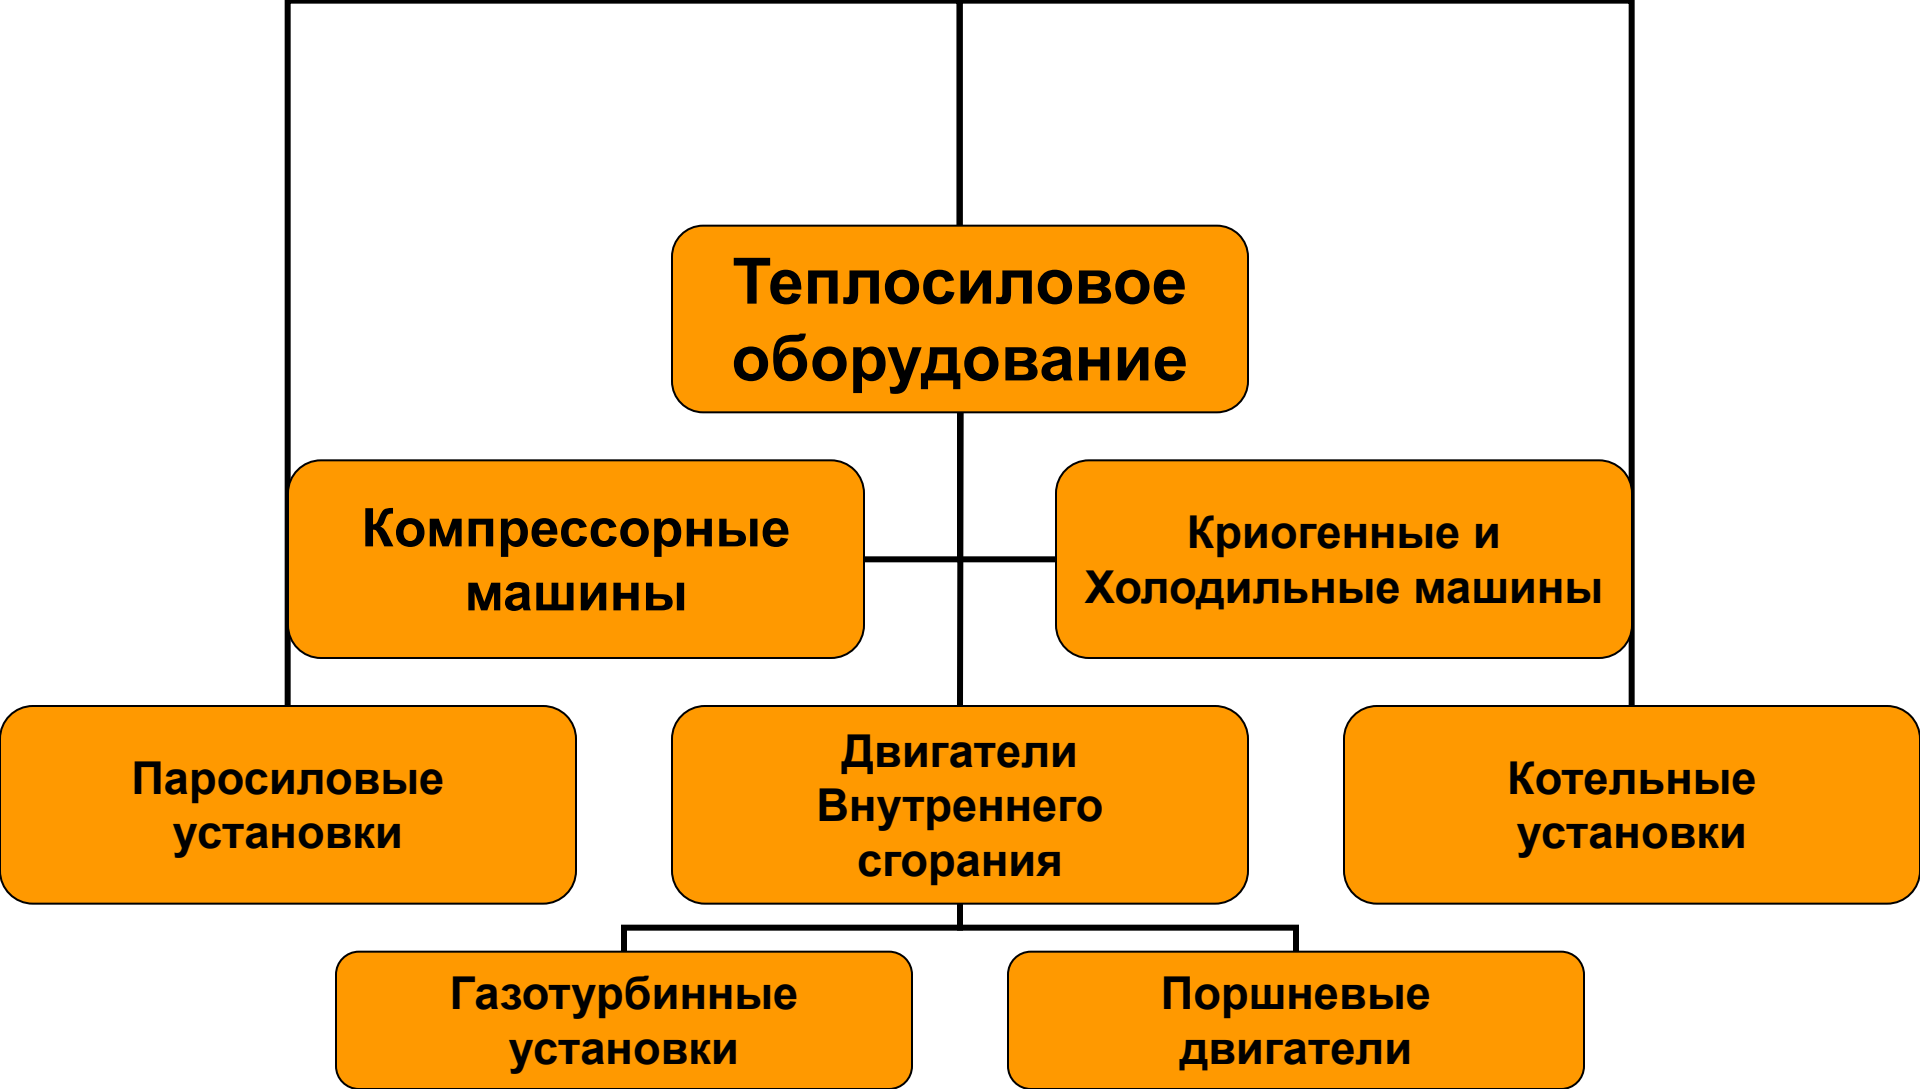 Теплосиловое
оборудование
Компрессорные
машины
Криогенные и
Холодильные машины
Паросиловые
установки
Двигатели
Внутреннего
сгорания
Котельные
установки
Газотурбинные
установки
Поршневые
двигатели